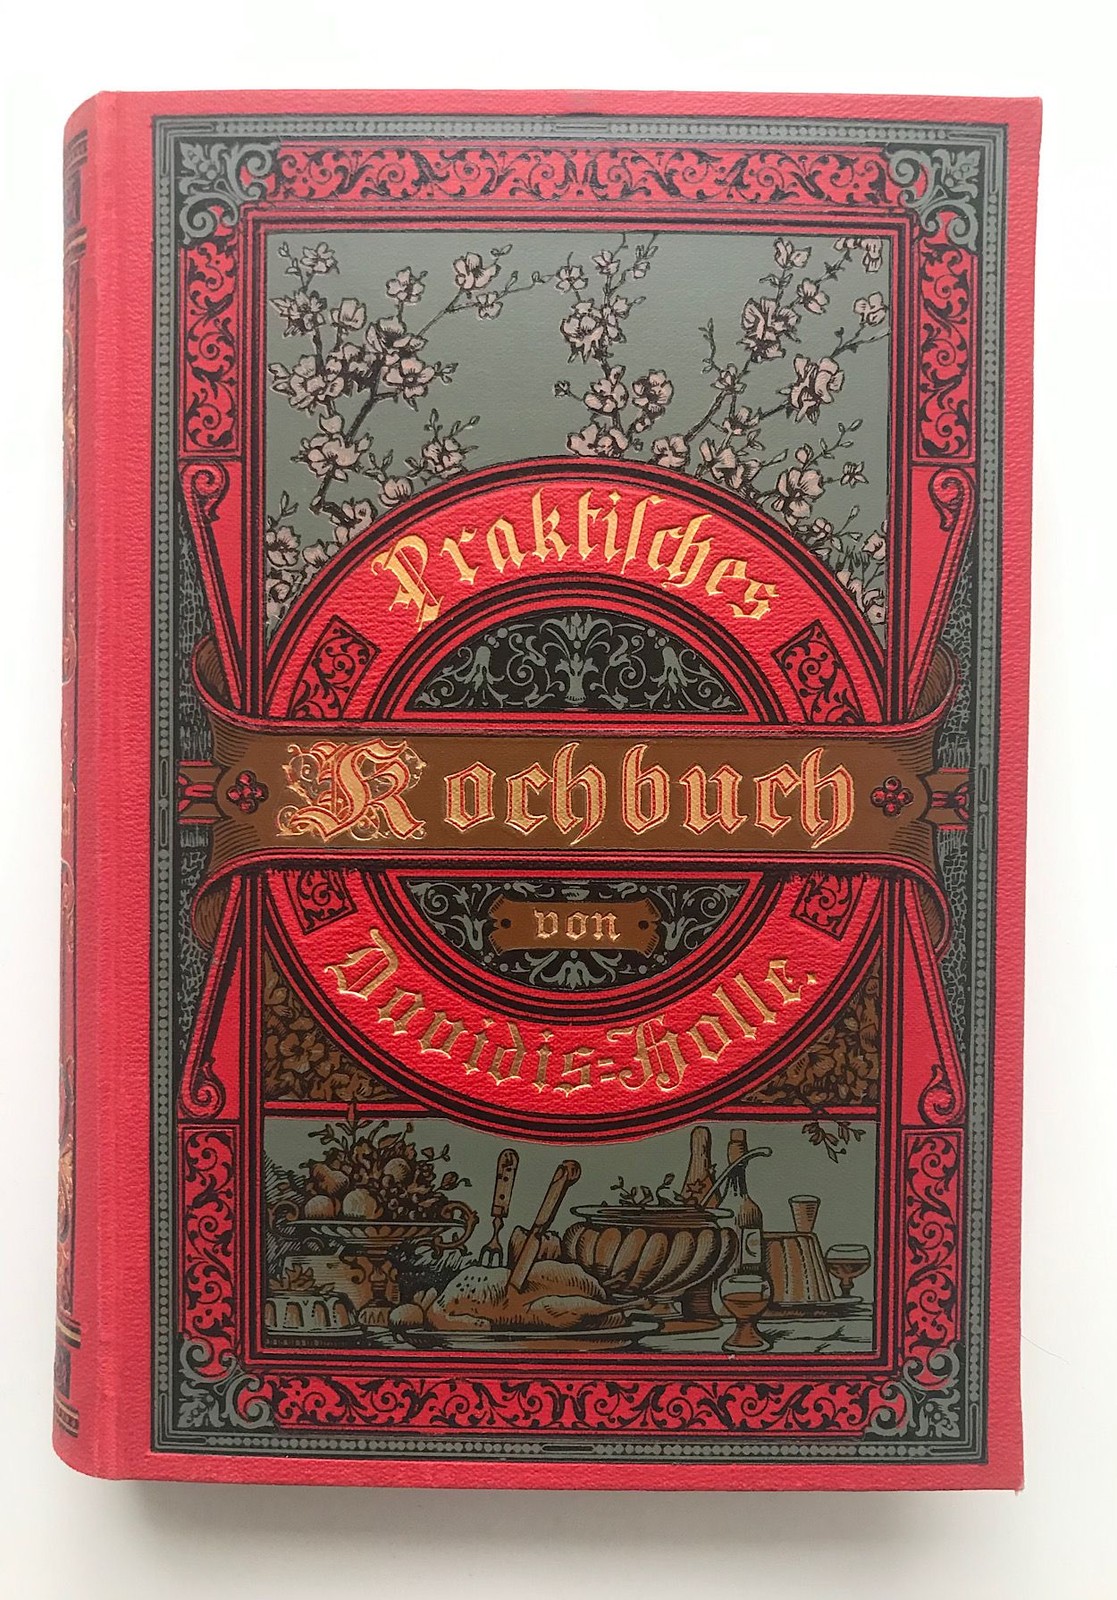 Praktiſches
Kochbuch
von
Davidis=Holle.